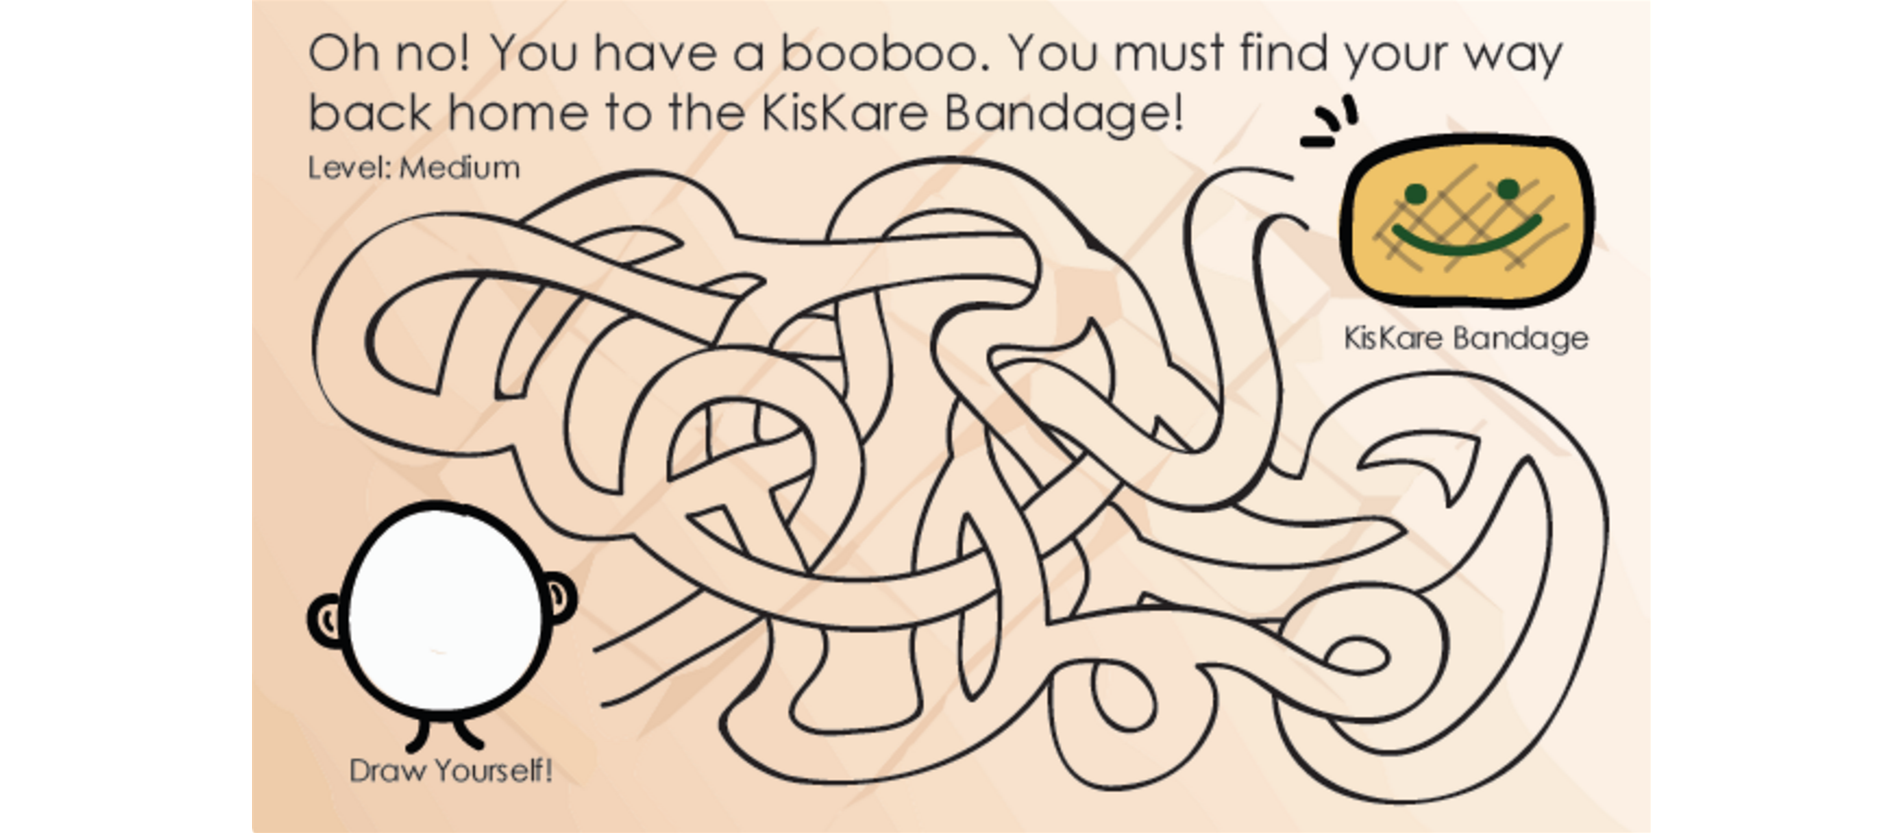 Oh no! You have a booboo. You must find your way
back home to the KisKare Bandage!
Level: Medium
KisKare Bandage
Draw Yourself!